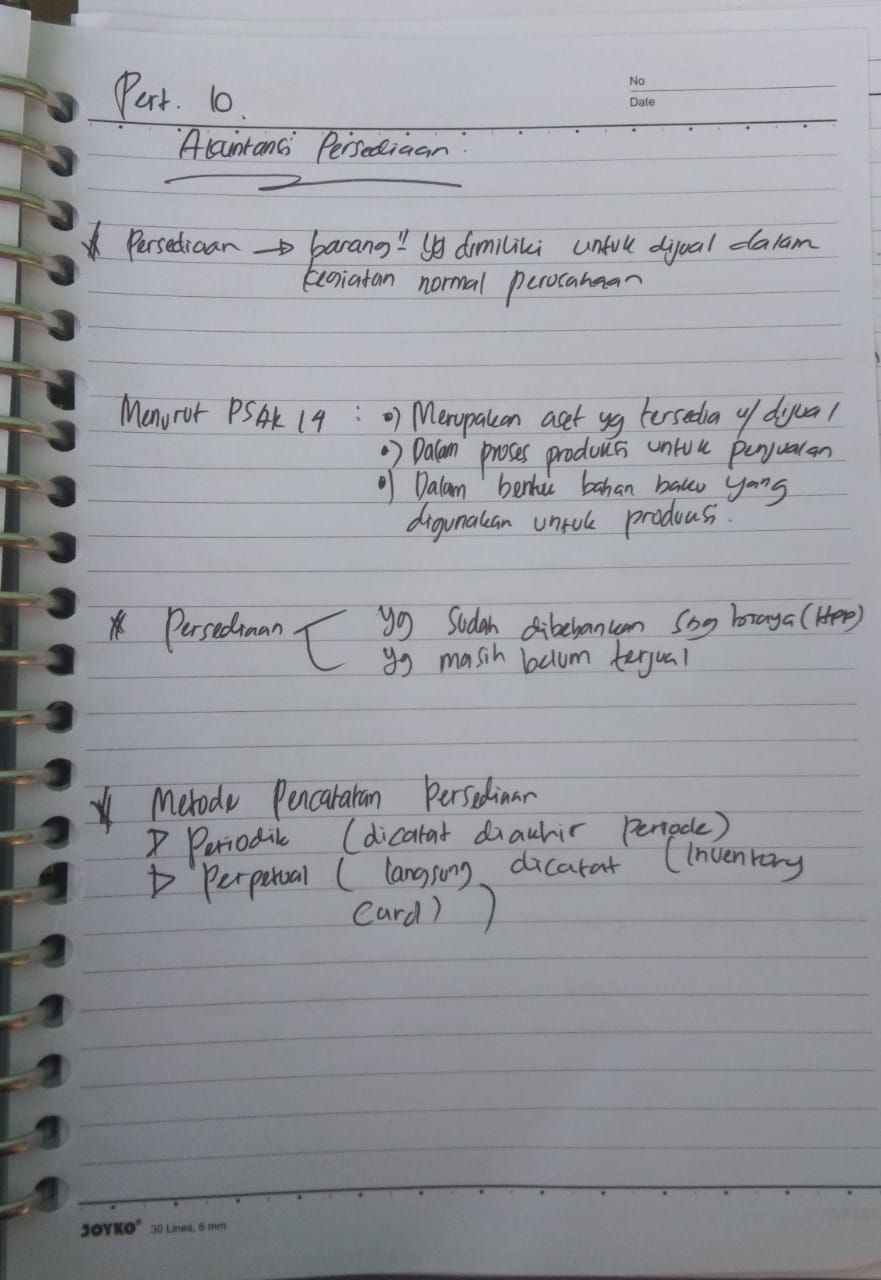 Pert. 10.
No
Date
Akuntansi Persediaan.
* Persediaan → barang" yg dimiliki untuk dijual dalam
kegiatan normal perusahaan
Menurut PSAK 14 : •) Merupakan aset yg tersedia u/ dijual
•) Dalam proses produksi untuk penjualan
•) Dalam bentuk bahan baku yang
digunakan untuk produksi.
* Persediaan yg sudah dibebankan sbg biaya (HPP)
yg masih belum terjual
* Metode Pencatatan Persediaan
▷ Periodik (dicatat diakhir periode)
▷ Perpetual ( langsung dicatat (Inventory
Card) )
JOYKO 30 Lines, 6 mm